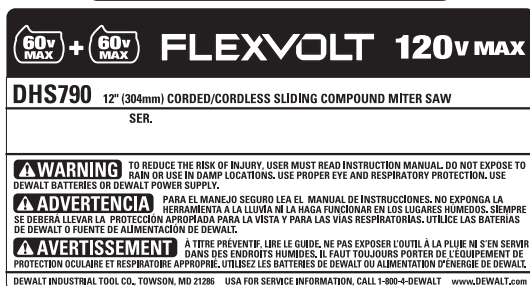 60V MAX + 60V MAX FLEXVOLT 120V MAX
DHS790 12" (304mm) CORDED/CORDLESS SLIDING COMPOUND MITER SAW
SER.
WARNING TO REDUCE THE RISK OF INJURY, USER MUST READ INSTRUCTION MANUAL. DO NOT EXPOSE TO
RAIN OR USE IN DAMP LOCATIONS. USE PROPER EYE AND RESPIRATORY PROTECTION. USE
DEWALT BATTERIES OR DEWALT POWER SUPPLY.
ADVERTENCIA PARA EL MANEJO SEGURO LEA EL MANUAL DE INSTRUCCIONES. NO EXPONGA LA
HERRAMIENTA A LA LLUVIA NI LA HAGA FUNCIONAR EN LOS LUGARES HUMEDOS. SIEMPRE
SE DEBERÁ LLEVAR LA PROTECCIÓN APROPIADA PARA LA VISTA Y PARA LAS VIAS RESPIRATORIAS. UTILICE LAS BATERIAS
DE DEWALT O FUENTE DE ALIMENTACIÓN DE DEWALT.
AVERTISSEMENT À TITRE PRÉVENTIF, LIRE LE GUIDE. NE PAS EXPOSER L'OUTIL À LA PLUIE NI S'EN SERVIR
DANS DES ENDROITS HUMIDES. IL FAUT TOUJOURS PORTER DE L'ÉQUIPEMENT DE
PROTECTION OCULAIRE ET RESPIRATOIRE APPROPRIÉ. UTILISEZ LES BATTERIES DE DEWALT OU ALIMENTATION D'ÉNERGIE DE DEWALT.
DEWALT INDUSTRIAL TOOL CO., TOWSON, MD 21286 USA FOR SERVICE INFORMATION, CALL 1-800-4-DEWALT www.DEWALT.com